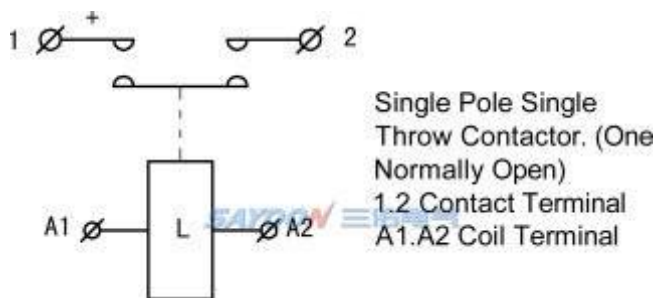 1 + 2
Single Pole Single
Throw Contactor. (One
Normally Open)
1.2 Contact Terminal
A1.A2 Coil Terminal
A1 L A2